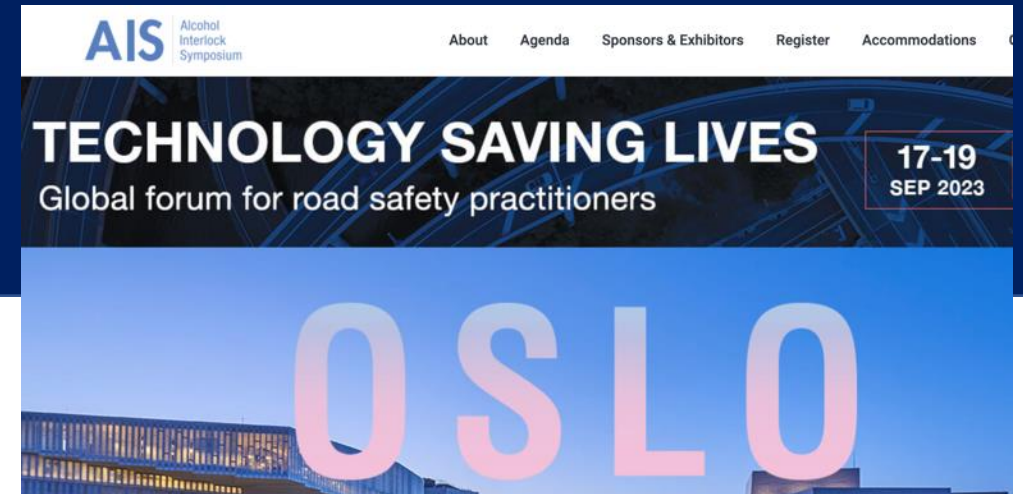 AIS
Alcohol
Interlock
Symposium
About Agenda Sponsors & Exhibitors Register Accommodations
TECHNOLOGY SAVING LIVES
Global forum for road safety practitioners
17-19
SEP 2023
OSLO